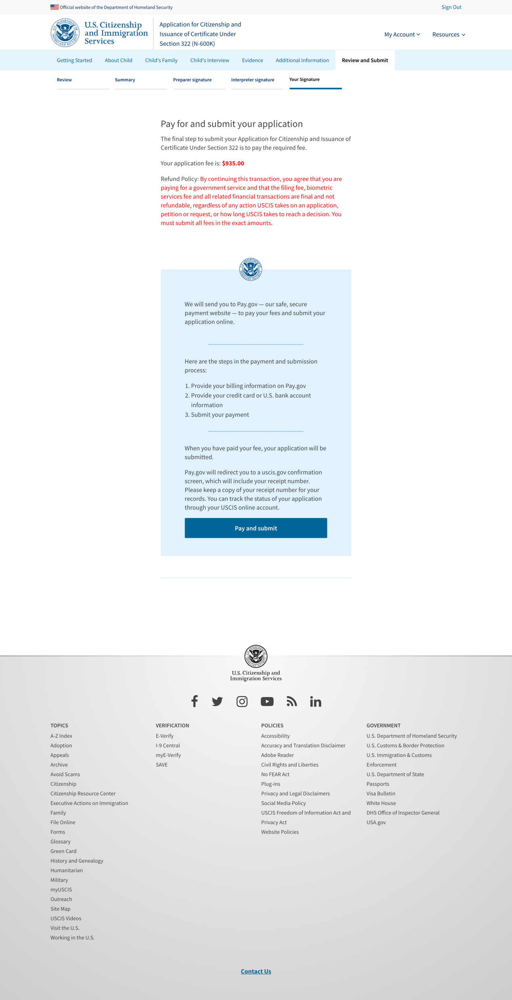 Official website of the Department of Homeland Security
Sign Out
U.S. Citizenship
and Immigration
Services
Application for Citizenship and
Issuance of Certificate Under
Section 322 (N-600K)
My Account
Resources
Getting Started
About Child
Child's Family
Child's Interview
Evidence
Additional Information
Review and Submit
Review
Summary
Preparer signature
Interpreter signature
Your Signature
Pay for and submit your application
The final step to submit your Application for Citizenship and Issuance of
Certificate Under Section 322 is to pay the required fee.
Your application fee is: $935.00
Refund Policy: By continuing this transaction, you agree that you are
paying for a government service and that the filing fee, biometric
services fee and all related financial transactions are final and not
refundable, regardless of any action USCIS takes on an application,
petition or request, or how long USCIS takes to reach a decision. You
must submit all fees in the exact amounts.
U.S. DEPARTMENT OF HOMELAND SECURITY
We will send you to Pay.gov — our safe, secure
payment website — to pay your fees and submit your
application online.
Here are the steps in the payment and submission
process:
1. Provide your billing information on Pay.gov
2. Provide your credit card or U.S. bank account
information
3. Submit your payment
When you have paid your fee, your application will be
submitted.
Pay.gov will redirect you to a uscis.gov confirmation
screen, which will include your receipt number.
Please keep a copy of your receipt number for your
records. You can track the status of your application
through your USCIS online account.
Pay and submit
U.S. DEPARTMENT OF HOMELAND SECURITY
U.S. Citizenship and
Immigration Services
TOPICS
A-Z Index
Adoption
Appeals
Archive
Avoid Scams
Citizenship
Citizenship Resource Center
Executive Actions on Immigration
Family
File Online
Forms
Glossary
Green Card
History and Genealogy
Humanitarian
Military
myUSCIS
Outreach
Site Map
USCIS Videos
Visit the U.S.
Working in the U.S.
VERIFICATION
E-Verify
I-9 Central
myE-Verify
SAVE
POLICIES
Accessibility
Accuracy and Translation Disclaimer
Adobe Reader
Civil Rights and Liberties
No FEAR Act
Plug-ins
Privacy and Legal Disclaimers
Social Media Policy
USCIS Freedom of Information Act and
Privacy Act
Website Policies
GOVERNMENT
U.S. Department of Homeland Security
U.S. Customs & Border Protection
U.S. Immigration & Customs
Enforcement
U.S. Department of State
Passports
Visa Bulletin
White House
DHS Office of Inspector General
USA.gov
Contact Us